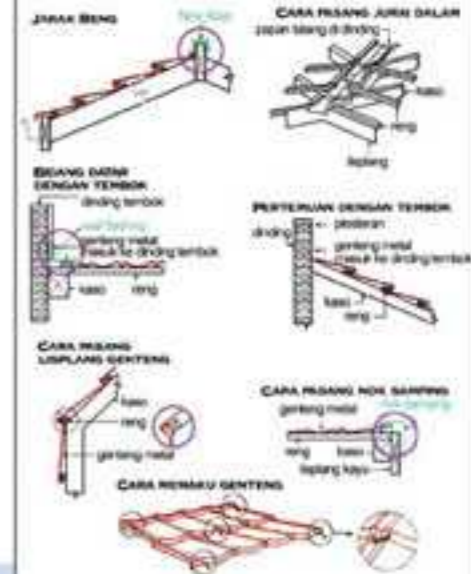 JARAK RENG
CARA PASANG JURAI DALAM
papan talang di dinding
kaso
reng
lisplang
BIDANG DATAR
DENGAN TEMBOK
dinding tembok
genteng metal
masuk ke dinding tembok
kaso
reng
PERTEMUAN DENGAN TEMBOK
dinding
plesteran
genteng metal
masuk ke dinding tembok
kaso
reng
CARA PASANG
LISPLANG GENTENG
kaso
reng
genteng metal
CARA PASANG NOK SAMPING
genteng metal
reng
kaso
lisplang kayu
CARA MEMAKU GENTENG